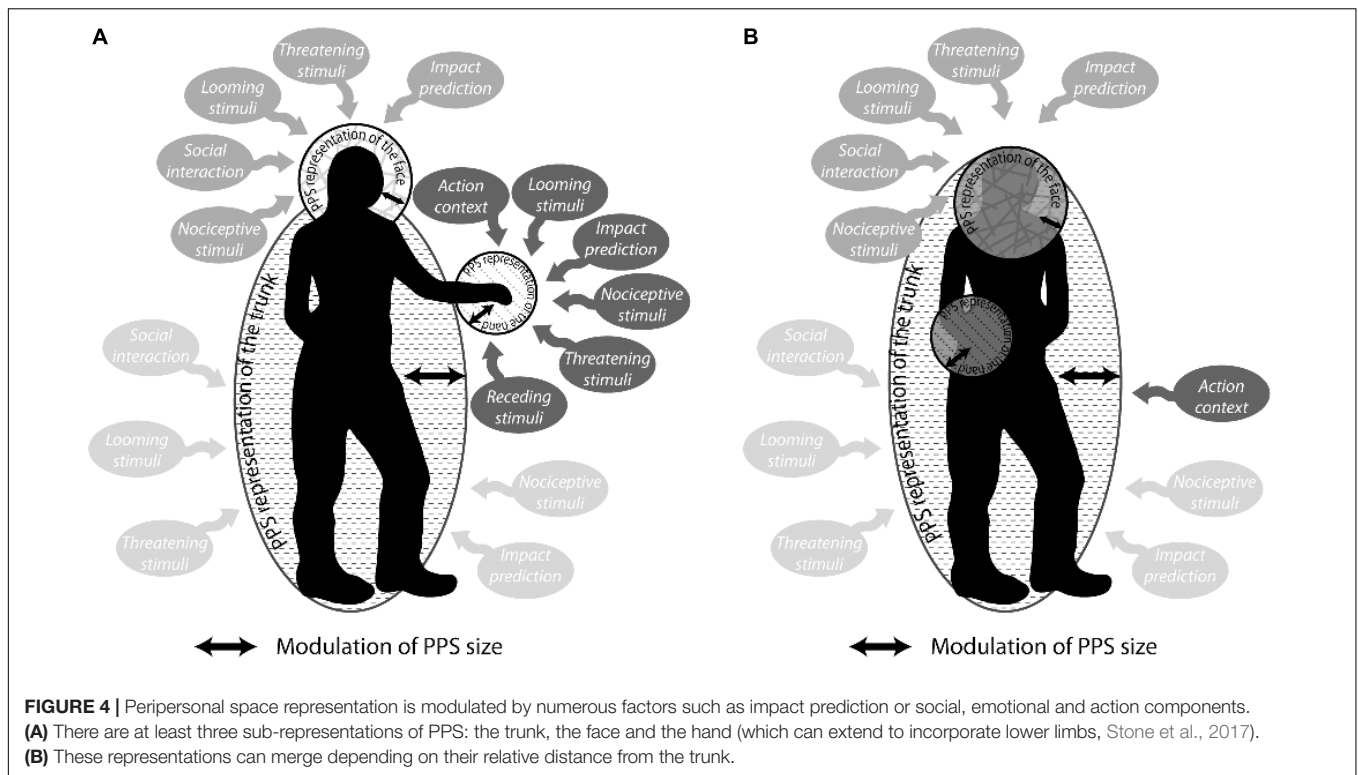 A
Threatening
stimuli
Looming
stimuli
Impact
prediction
Social
interaction
Nociceptive
stimuli
PPS representation of the face
Action
context
Looming
stimuli
Impact
prediction
Nociceptive
stimuli
Threatening
stimuli
Receding
stimuli
PPS representation of the hand
PPS representation of the trunk
Social
interaction
Looming
stimuli
Threatening
stimuli
Nociceptive
stimuli
Impact
prediction
Modulation of PPS size
B
Threatening
stimuli
Looming
stimuli
Impact
prediction
Social
interaction
Nociceptive
stimuli
PPS representation of the face
PPS representation of the hand
PPS representation of the trunk
Action
context
Social
interaction
Looming
stimuli
Threatening
stimuli
Nociceptive
stimuli
Impact
prediction
Modulation of PPS size
FIGURE 4 | Peripersonal space representation is modulated by numerous factors such as impact prediction or social, emotional and action components.
(A) There are at least three sub-representations of PPS: the trunk, the face and the hand (which can extend to incorporate lower limbs, Stone et al., 2017).
(B) These representations can merge depending on their relative distance from the trunk.